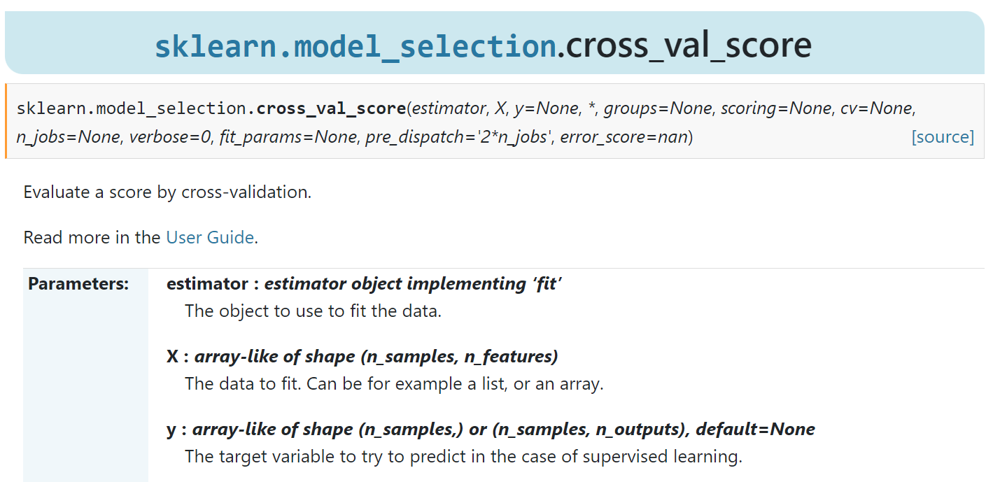 sklearn.model_selection.cross_val_score
sklearn.model_selection.cross_val_score(estimator, X, y=None, *, groups=None, scoring=None, cv=None,
n_jobs=None, verbose=0, fit_params=None, pre_dispatch='2*n_jobs', error_score=nan) [source]
Evaluate a score by cross-validation.
Read more in the User Guide.
Parameters: estimator : estimator object implementing ‘fit’
The object to use to fit the data.
X : array-like of shape (n_samples, n_features)
The data to fit. Can be for example a list, or an array.
y : array-like of shape (n_samples,) or (n_samples, n_outputs), default=None
The target variable to try to predict in the case of supervised learning.